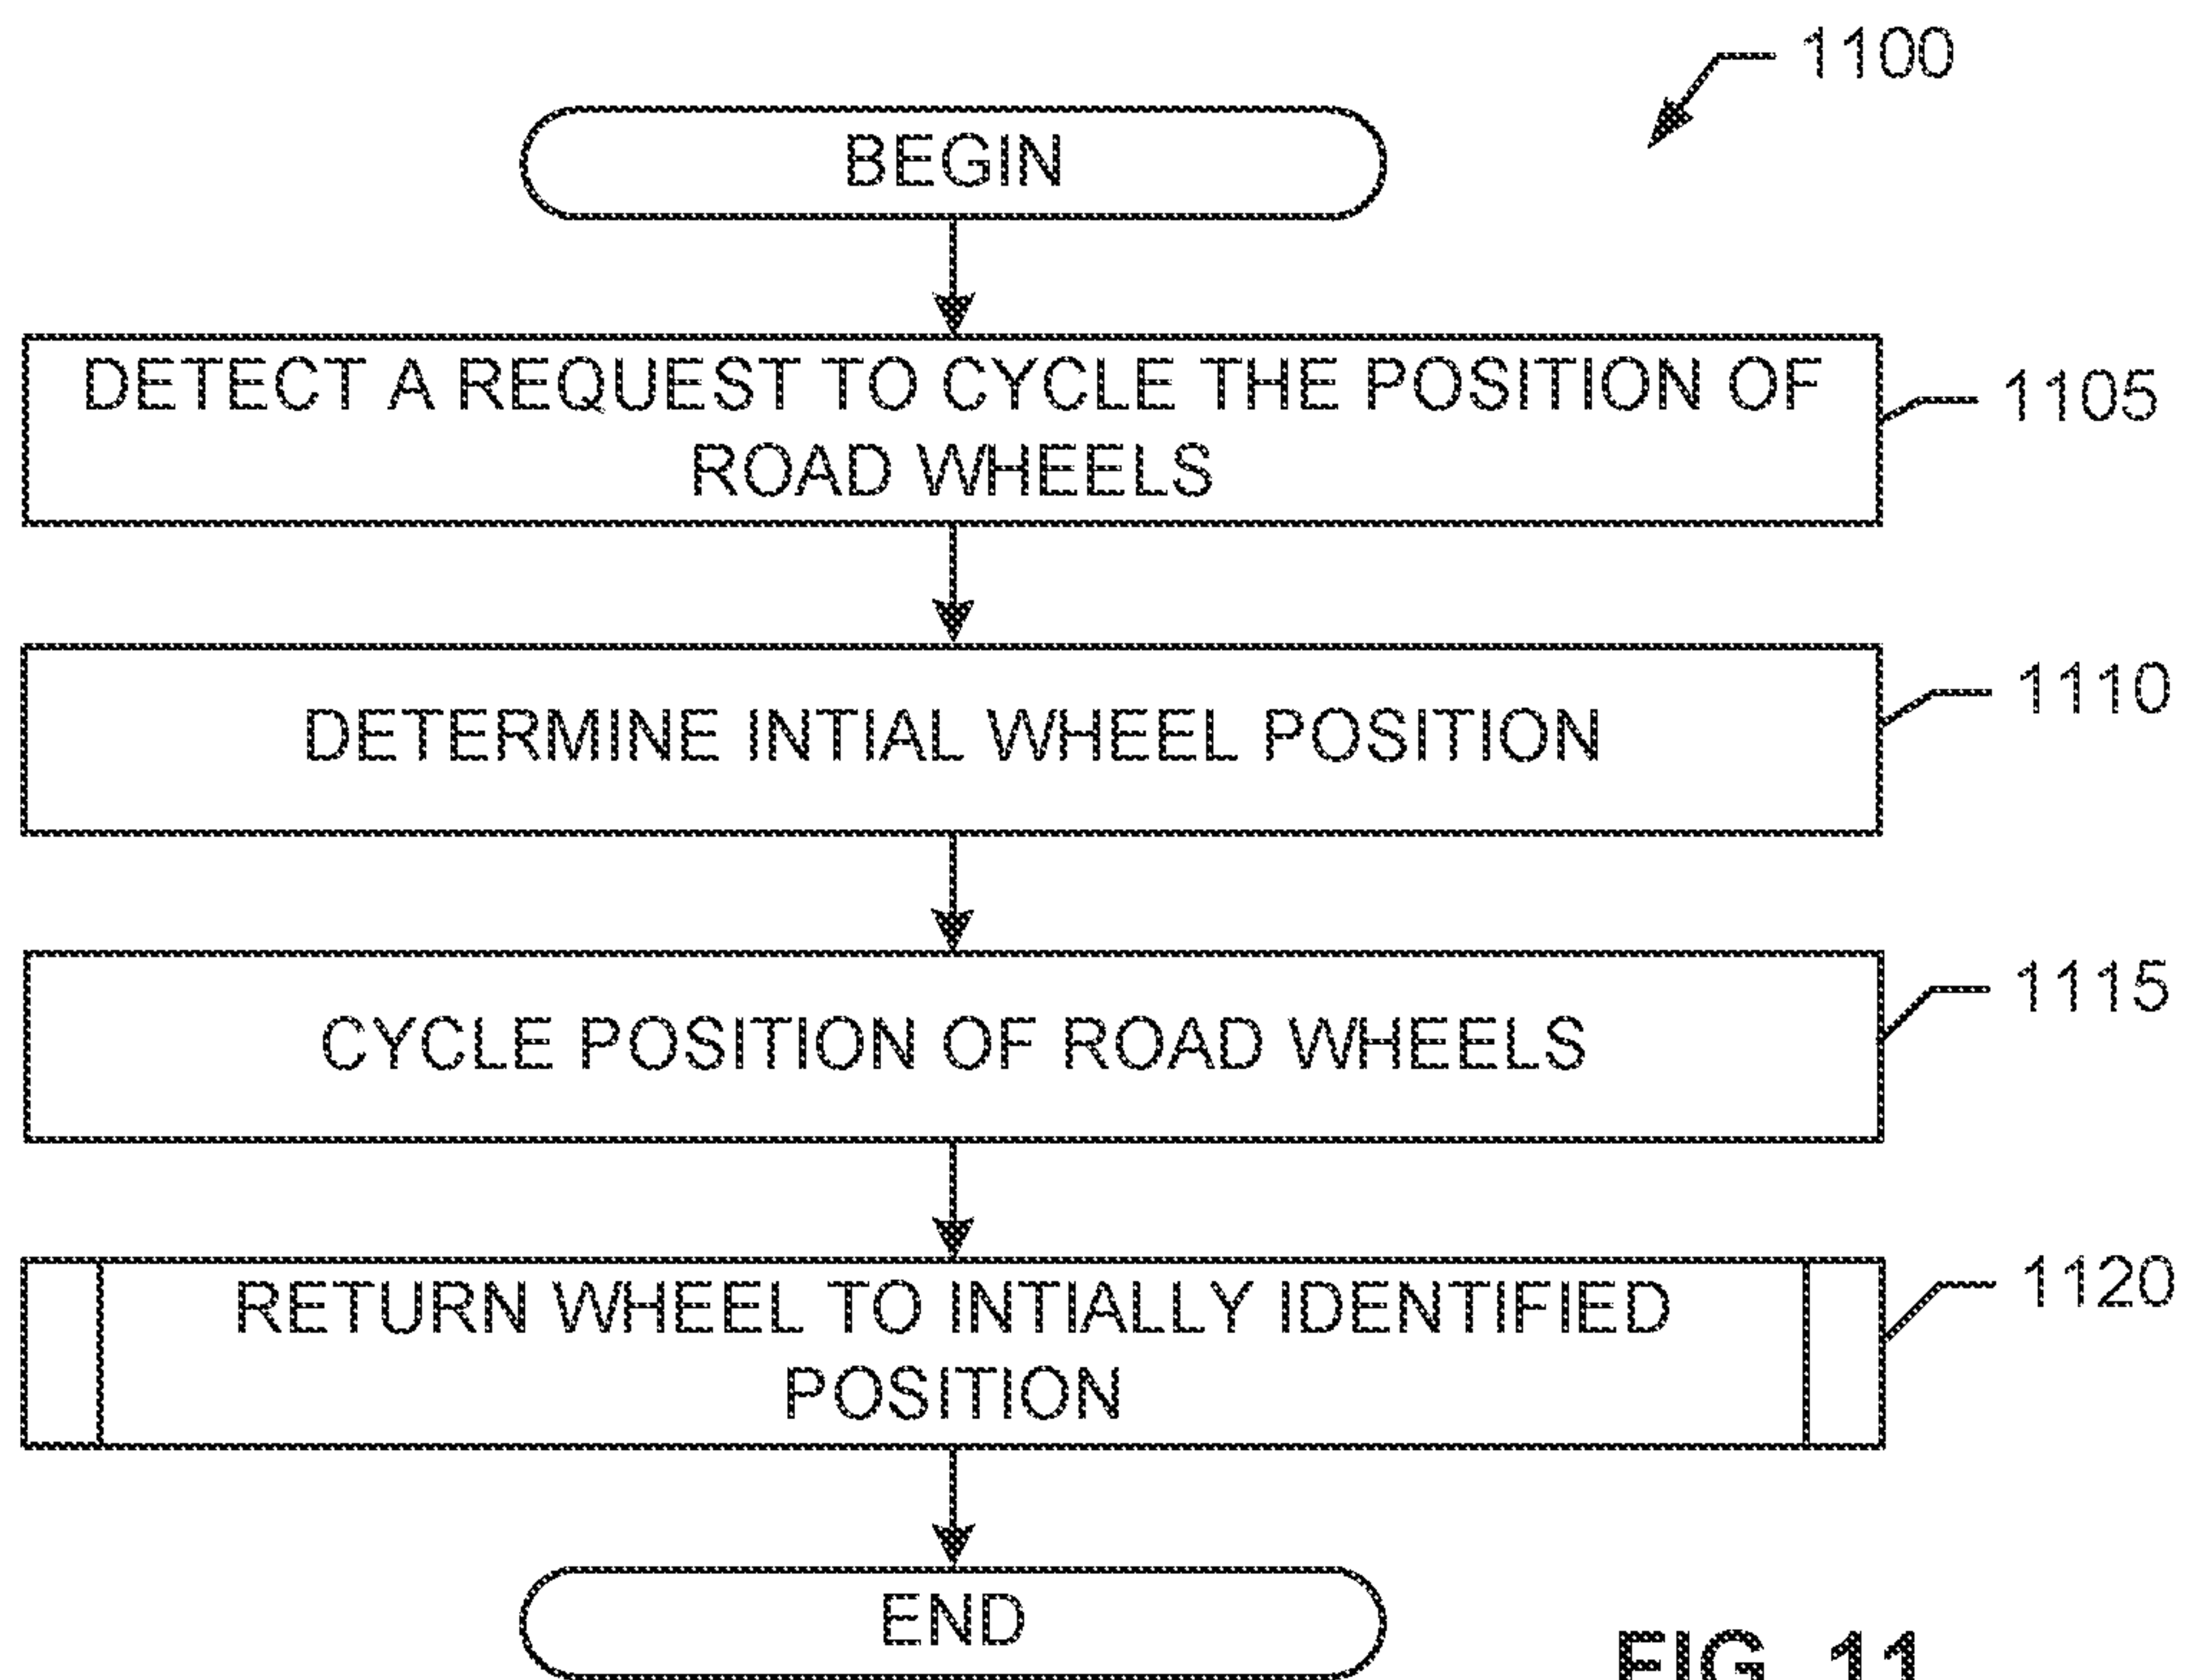 1100
BEGIN
DETECT A REQUEST TO CYCLE THE POSITION OF
ROAD WHEELS
1105
DETERMINE INTIAL WHEEL POSITION
1110
CYCLE POSITION OF ROAD WHEELS
1115
RETURN WHEEL TO INTIALLY IDENTIFIED
POSITION
1120
END
FIG. 11